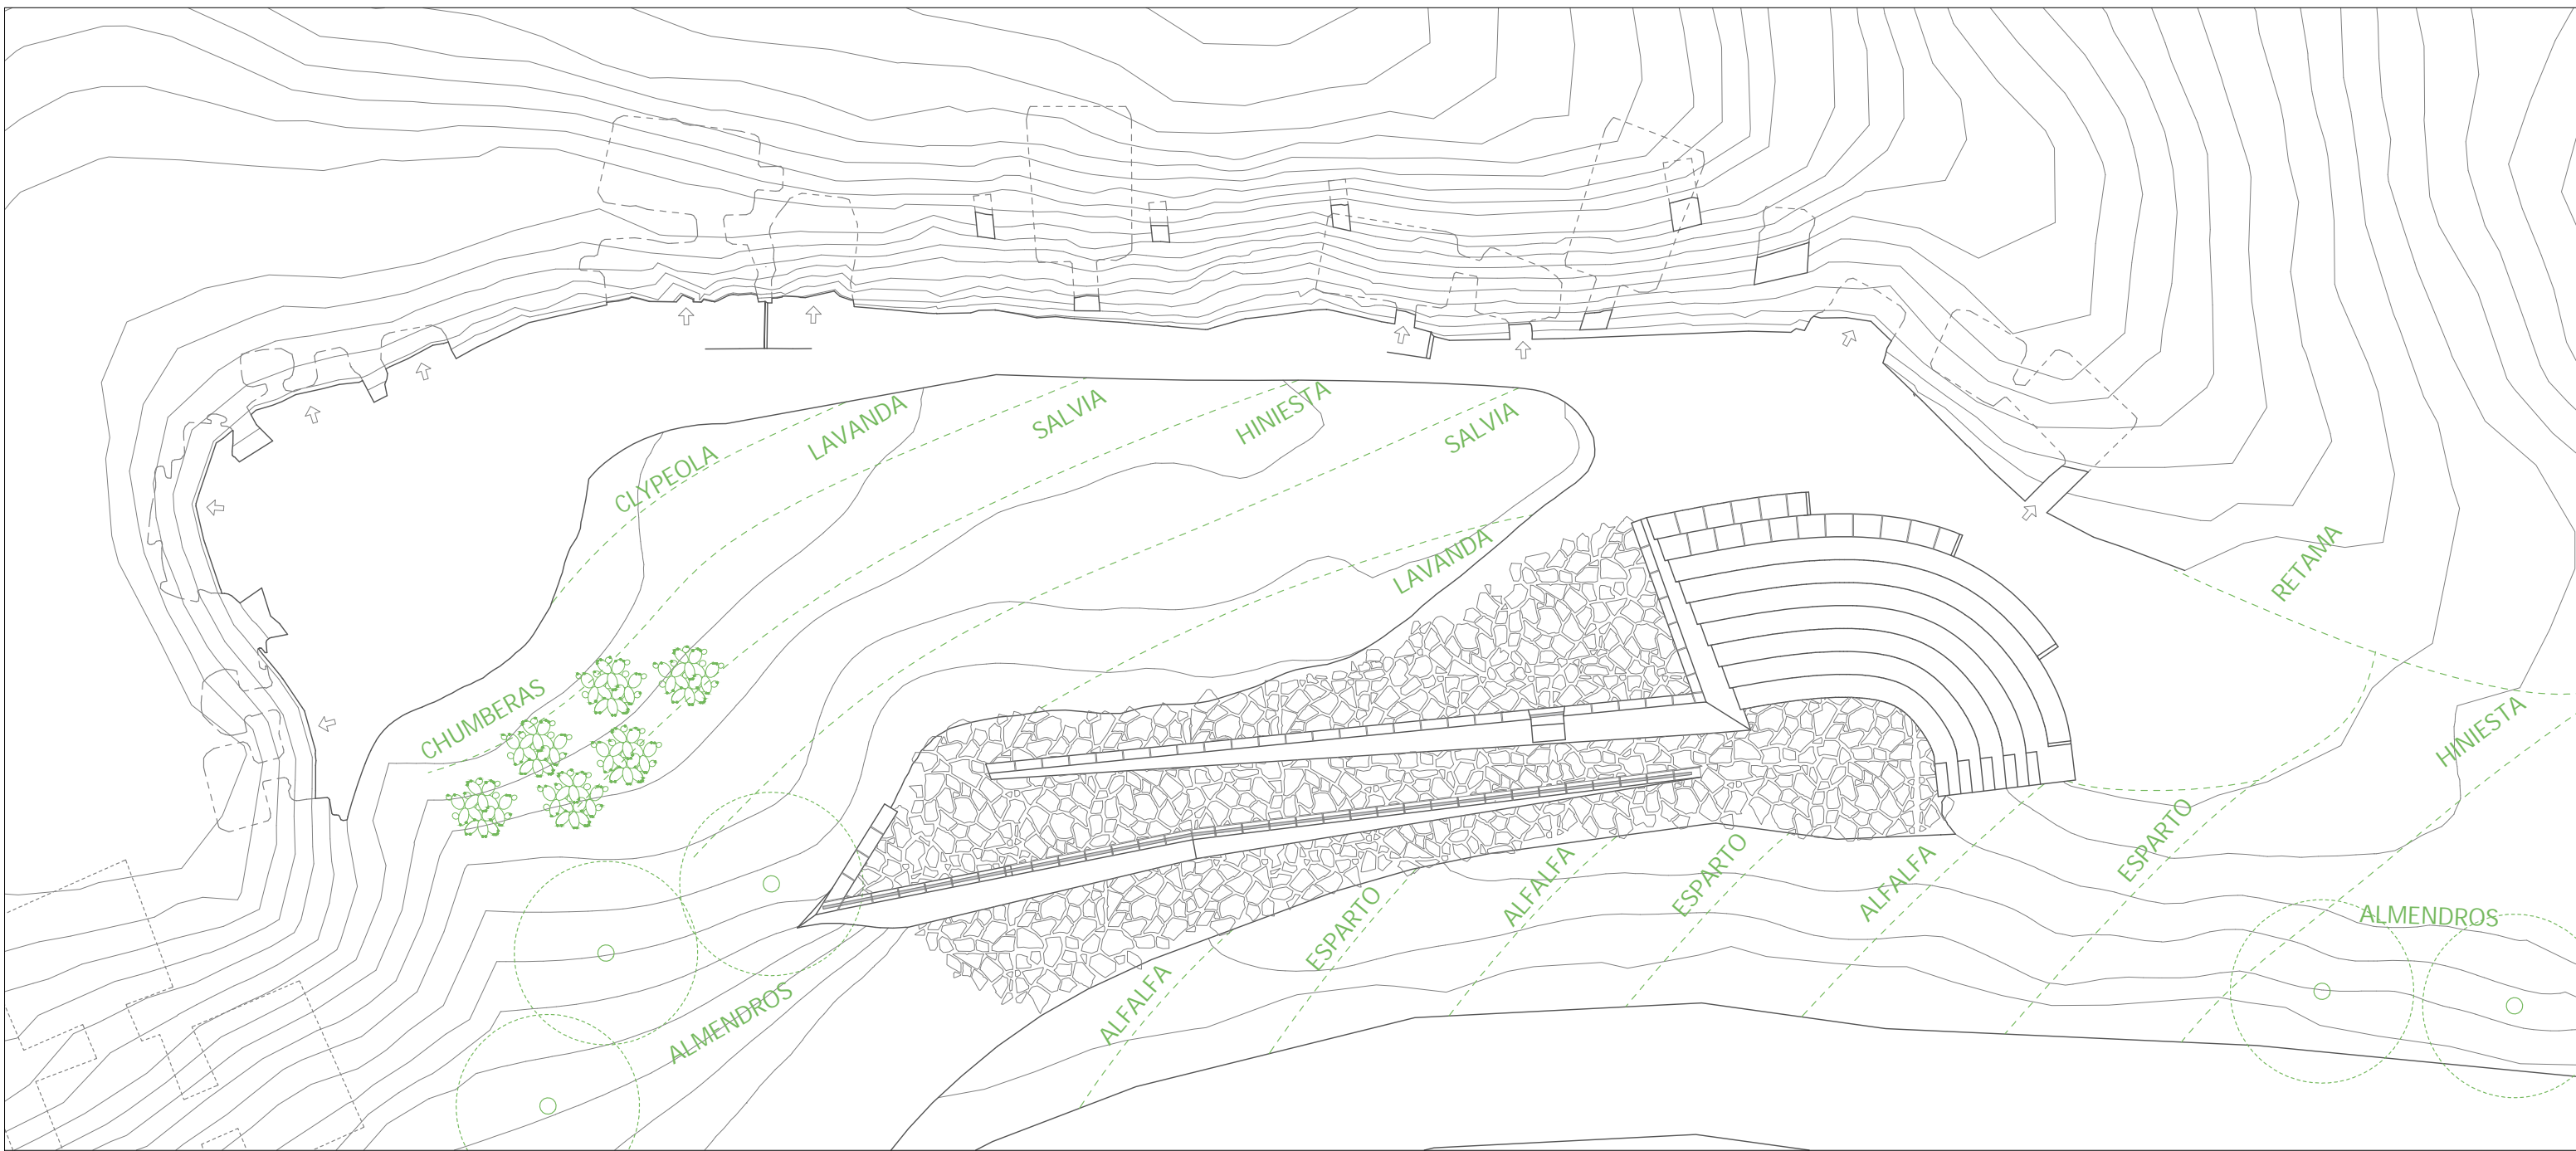 CLYPEOLA
LAVANDA
SALVIA
HINIESTA
SALVIA
LAVANDA
RETAMA
CHUMBERAS
HINIESTA
ALMENDROS
ALFALFA
ESPARTO
ALFALFA
ESPARTO
ALFALFA
ESPARTO
ALMENDROS